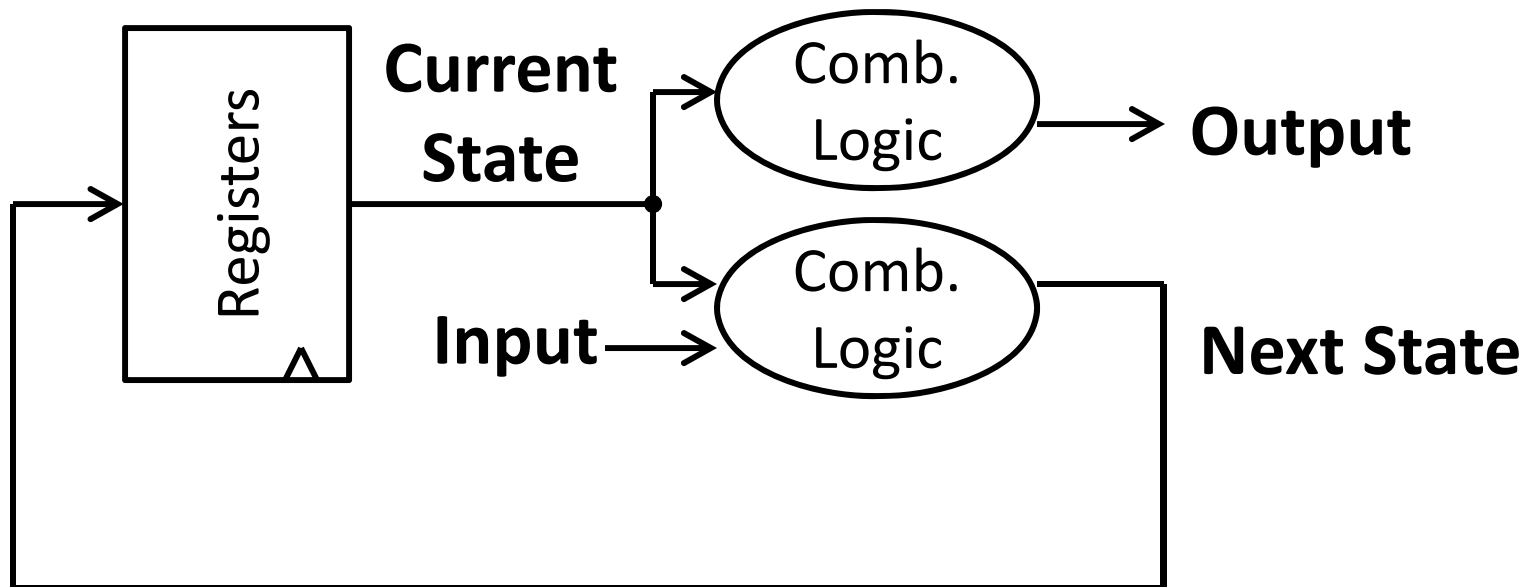 Registers
Current
State
Comb.
Logic
Output
Comb.
Logic
Input
Next State